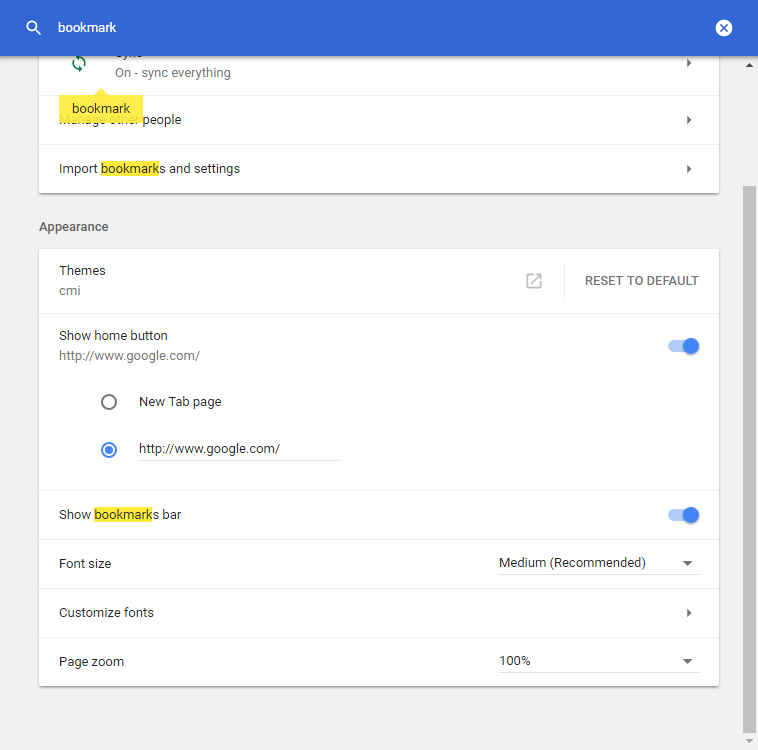 bookmark
Sync
On - sync everything
bookmark
Manage other people
Import bookmarks and settings
Appearance
Themes
cmi
RESET TO DEFAULT
Show home button
http://www.google.com/
New Tab page
http://www.google.com/
Show bookmarks bar
Font size
Medium (Recommended)
Customize fonts
Page zoom
100%